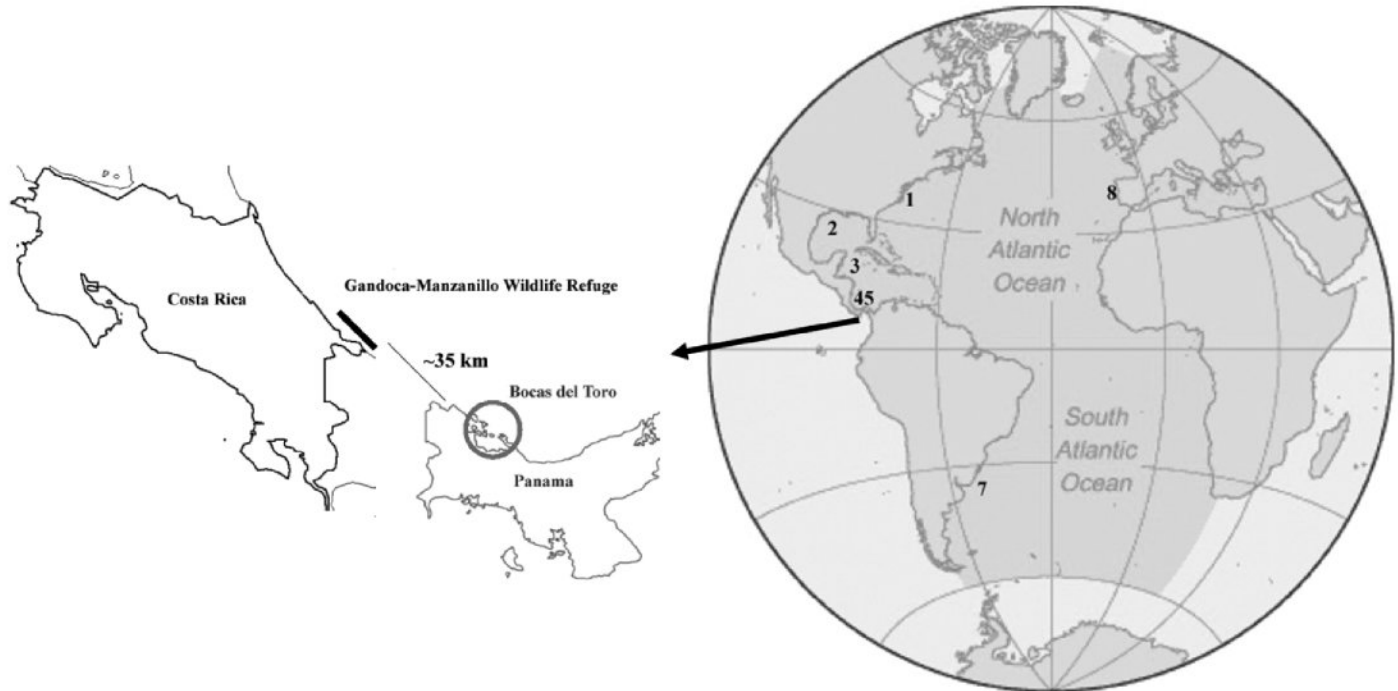 Costa Rica
Gandoca-Manzanillo Wildlife Refuge
~35 km
Bocas del Toro
Panama
1
2
3
45
7
8
North
Atlantic
Ocean
South
Atlantic
Ocean